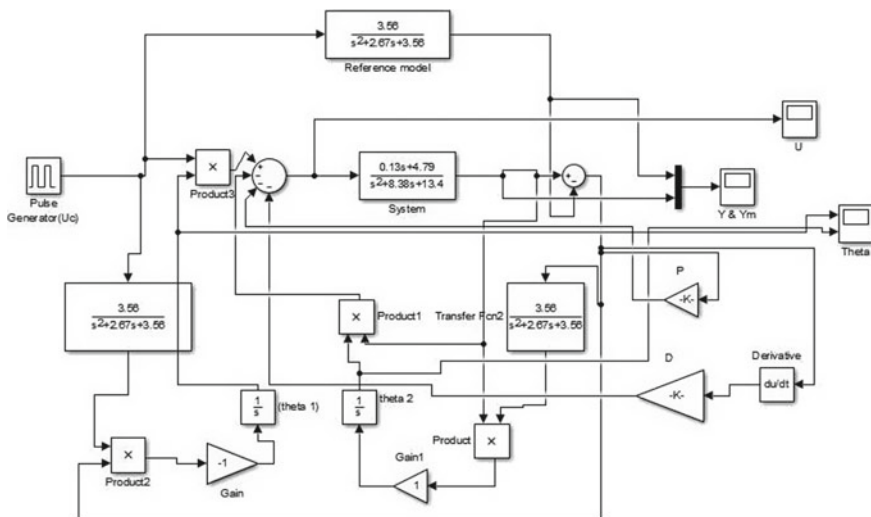 3.56
s²+2.67s+3.56
Reference model
U
Pulse
Generator(Uc)
×
Product3
+
-
-
-
0.13s+4.79
s²+8.38s+13.4
System
+
-
Y & Ym
Theta
3.56
s²+2.67s+3.56
×
Product1
Transfer Fcn2
3.56
s²+2.67s+3.56
P
-K-
D
-K-
Derivative
du/dt
1
s
(theta 1)
1
s
theta 2
×
Product2
-1
Gain
Gain1
1
Product
×